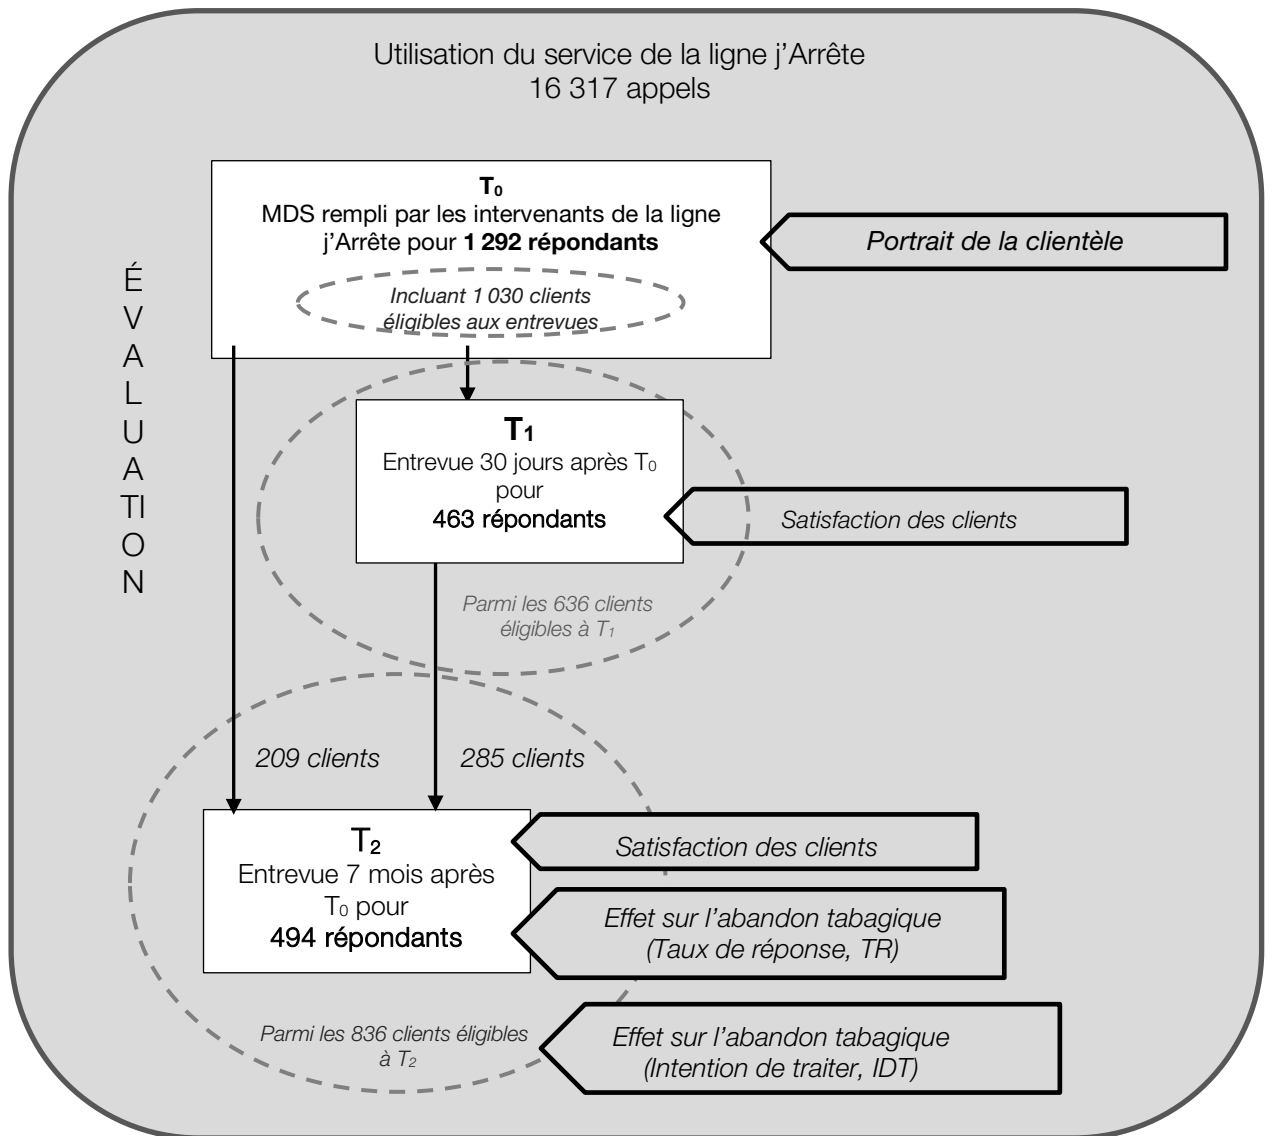 Utilisation du service de la ligne j’Arrête
16 317 appels
É
V
A
L
U
A
TI
O
N
T0
MDS rempli par les intervenants de la ligne
j’Arrête pour 1 292 répondants
Incluant 1 030 clients
éligibles aux entrevues
Portrait de la clientèle
T1
Entrevue 30 jours après T0
pour
463 répondants
Satisfaction des clients
Parmi les 636 clients
éligibles à T1
209 clients
285 clients
T2
Entrevue 7 mois après
T0 pour
494 répondants
Satisfaction des clients
Effet sur l’abandon tabagique
(Taux de réponse, TR)
Parmi les 836 clients éligibles
à T2
Effet sur l’abandon tabagique
(Intention de traiter, IDT)